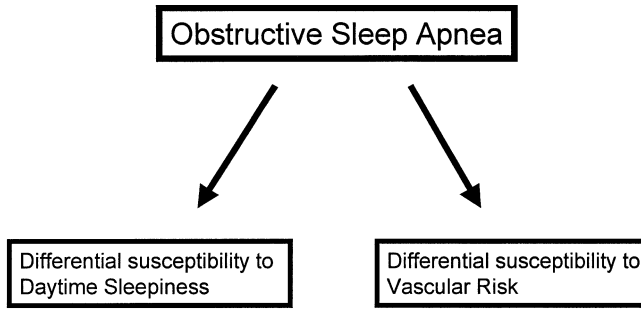 Obstructive Sleep Apnea
Differential susceptibility to
Daytime Sleepiness
Differential susceptibility to
Vascular Risk